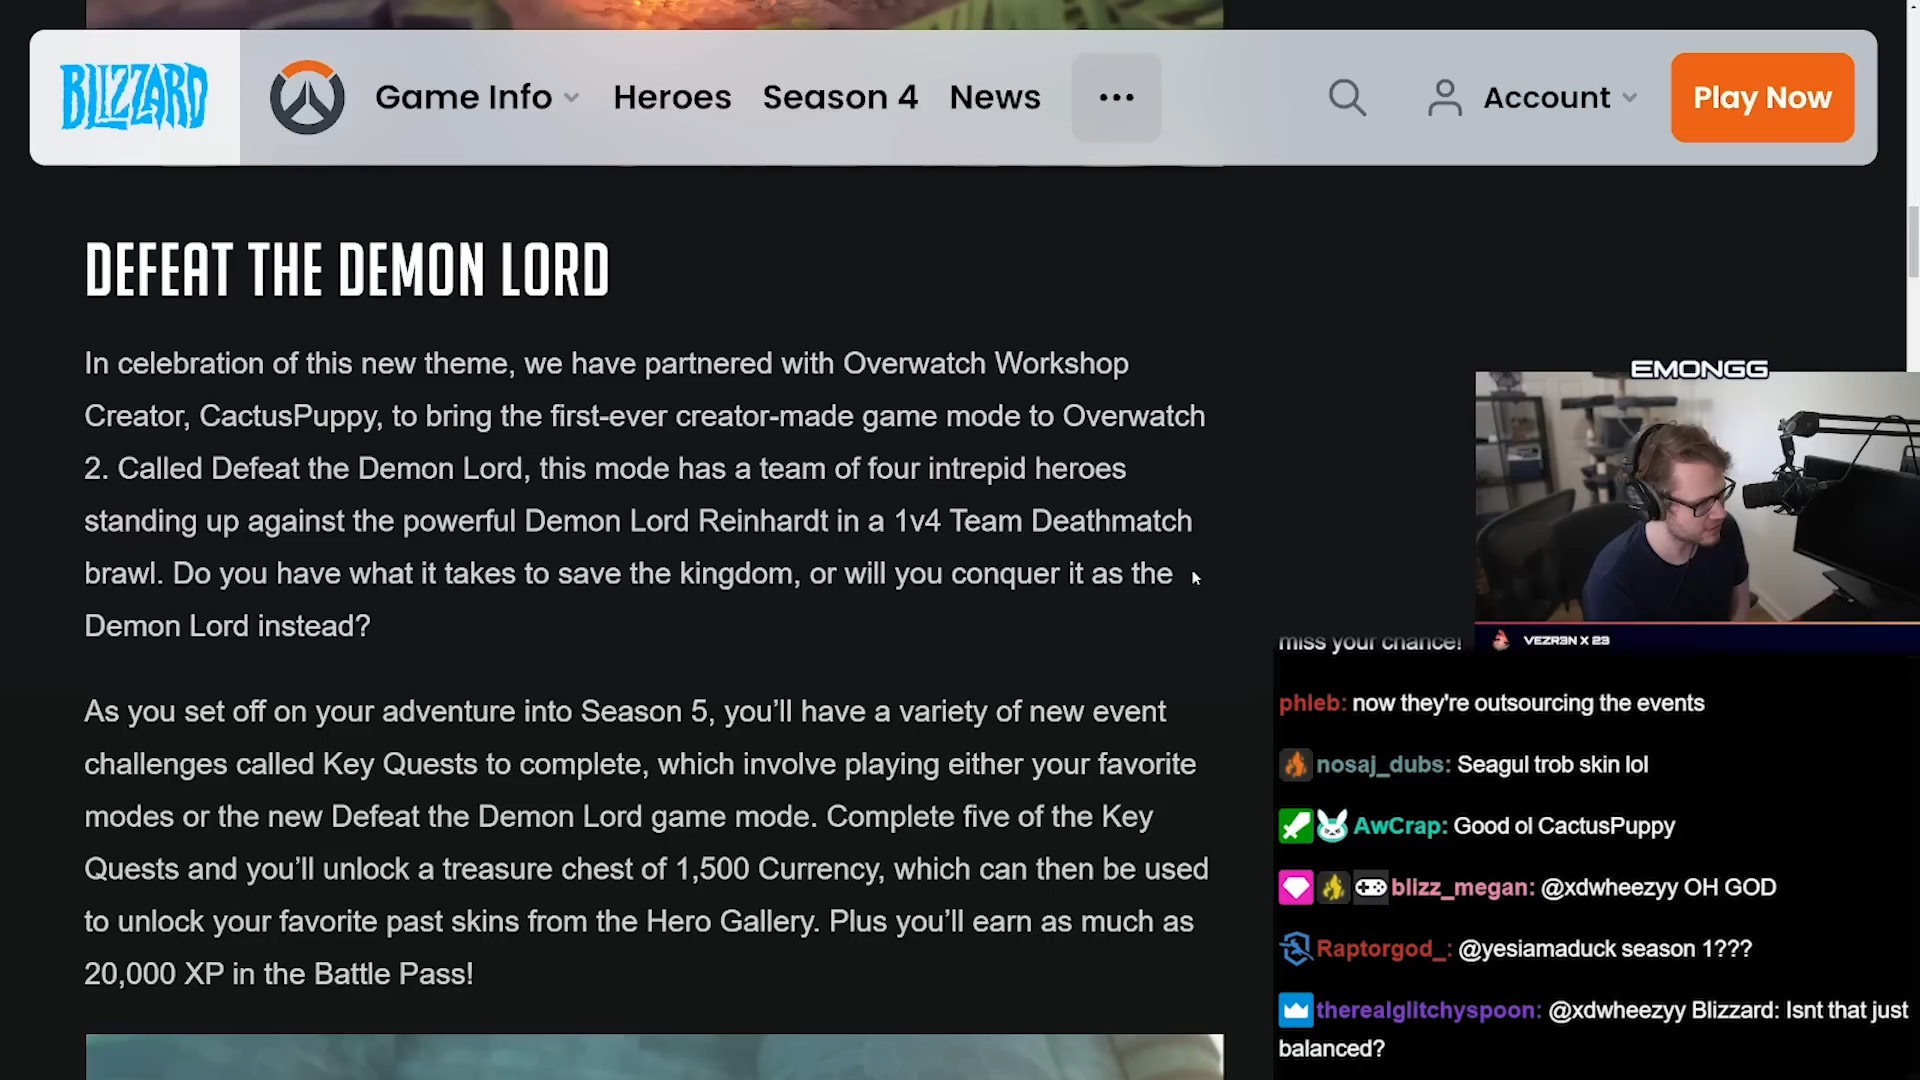 BLIZZARD
Game Info
Heroes
Season 4
News
...
Account
Play Now
DEFEAT THE DEMON LORD
In celebration of this new theme, we have partnered with Overwatch Workshop
Creator, CactusPuppy, to bring the first-ever creator-made game mode to Overwatch
2. Called Defeat the Demon Lord, this mode has a team of four intrepid heroes
standing up against the powerful Demon Lord Reinhardt in a 1v4 Team Deathmatch
brawl. Do you have what it takes to save the kingdom, or will you conquer it as the
Demon Lord instead?
As you set off on your adventure into Season 5, you’ll have a variety of new event
challenges called Key Quests to complete, which involve playing either your favorite
modes or the new Defeat the Demon Lord game mode. Complete five of the Key
Quests and you’ll unlock a treasure chest of 1,500 Currency, which can then be used
to unlock your favorite past skins from the Hero Gallery. Plus you’ll earn as much as
20,000 XP in the Battle Pass!
EMONGG
VEZR3N X 23
miss your chance!
phleb: now they're outsourcing the events
nosaj_dubs: Seagul trob skin lol
AwCrap: Good ol CactusPuppy
blizz_megan: @xdwheezyy OH GOD
Raptorgod_: @yesiamaduck season 1???
therealglitchyspoon: @xdwheezyy Blizzard: Isnt that just
balanced?